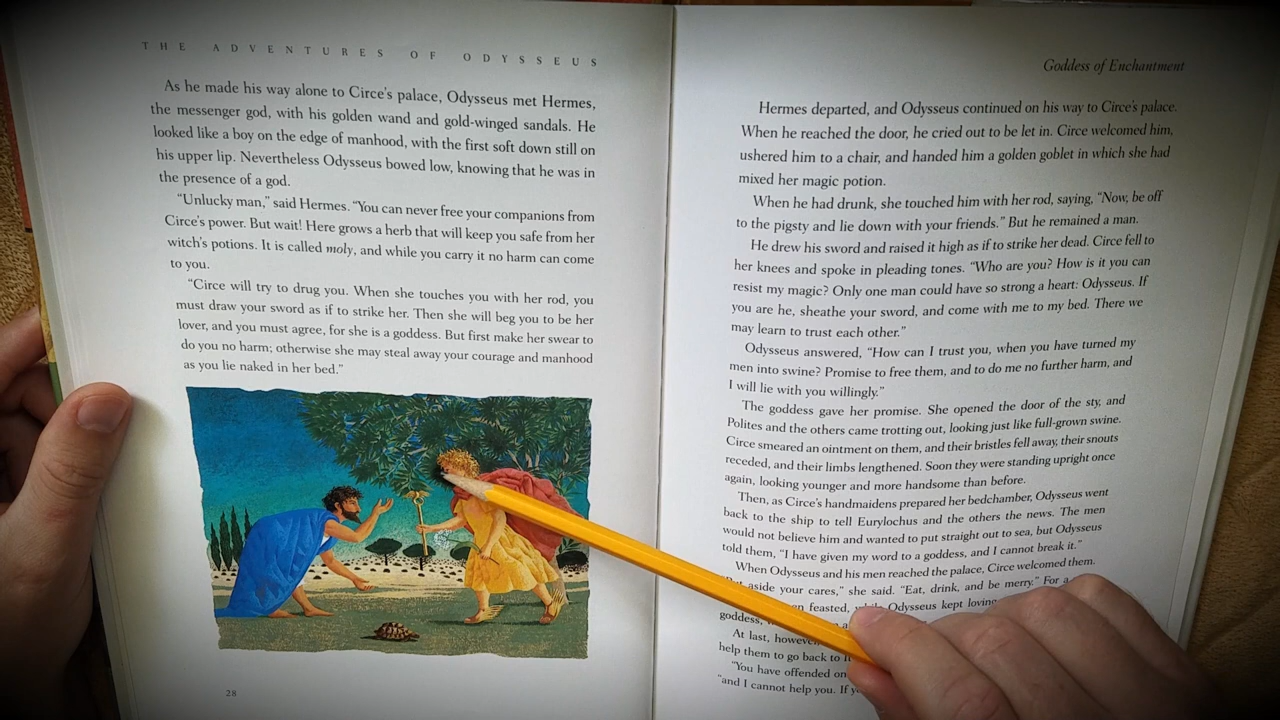 THE ADVENTURES OF ODYSSEUS
As he made his way alone to Circe's palace, Odysseus met Hermes,
the messenger god, with his golden wand and gold-winged sandals. He
looked like a boy on the edge of manhood, with the first soft down still on
his upper lip. Nevertheless Odysseus bowed low, knowing that he was in
the presence of a god.
"Unlucky man," said Hermes. "You can never free your companions from
Circe's power. But wait! Here grows a herb that will keep you safe from her
witch's potions. It is called moly, and while you carry it no harm can come
to you.
"Circe will try to drug you. When she touches you with her rod, you
must draw your sword as if to strike her. Then she will beg you to be her
lover, and you must agree, for she is a goddess. But first make her swear to
do you no harm; otherwise she may steal away your courage and manhood
as you lie naked in her bed."
28
Goddess of Enchantment
Hermes departed, and Odysseus continued on his way to Circe's palace.
When he reached the door, he cried out to be let in. Circe welcomed him,
ushered him to a chair, and handed him a golden goblet in which she had
mixed her magic potion.
When he had drunk, she touched him with her rod, saying, "Now, be off
to the pigsty and lie down with your friends." But he remained a man.
He drew his sword and raised it high as if to strike her dead. Circe fell to
her knees and spoke in pleading tones. "Who are you? How is it you can
resist my magic? Only one man could have so strong a heart: Odysseus. If
you are he, sheathe your sword, and come with me to my bed. There we
may learn to trust each other."
Odysseus answered, "How can I trust you, when you have turned my
men into swine? Promise to free them, and to do me no further harm, and
I will lie with you willingly."
The goddess gave her promise. She opened the door of the sty, and
Polites and the others came trotting out, looking just like full-grown swine.
Circe smeared an ointment on them, and their bristles fell away, their snouts
receded, and their limbs lengthened. Soon they were standing upright once
again, looking younger and more handsome than before.
Then, as Circe's handmaidens prepared her bedchamber, Odysseus went
back to the ship to tell Eurylochus and the others the news. The men
would not believe him and wanted to put straight out to sea, but Odysseus
told them, "I have given my word to a goddess, and I cannot break it."
When Odysseus and his men reached the palace, Circe welcomed them.
aside your cares," she said. "Eat, drink, and be merry." For a
feasted, while Odysseus kept loving
goddess,
At last, however
help them to go back to
"You have offended
"and I cannot help you. If